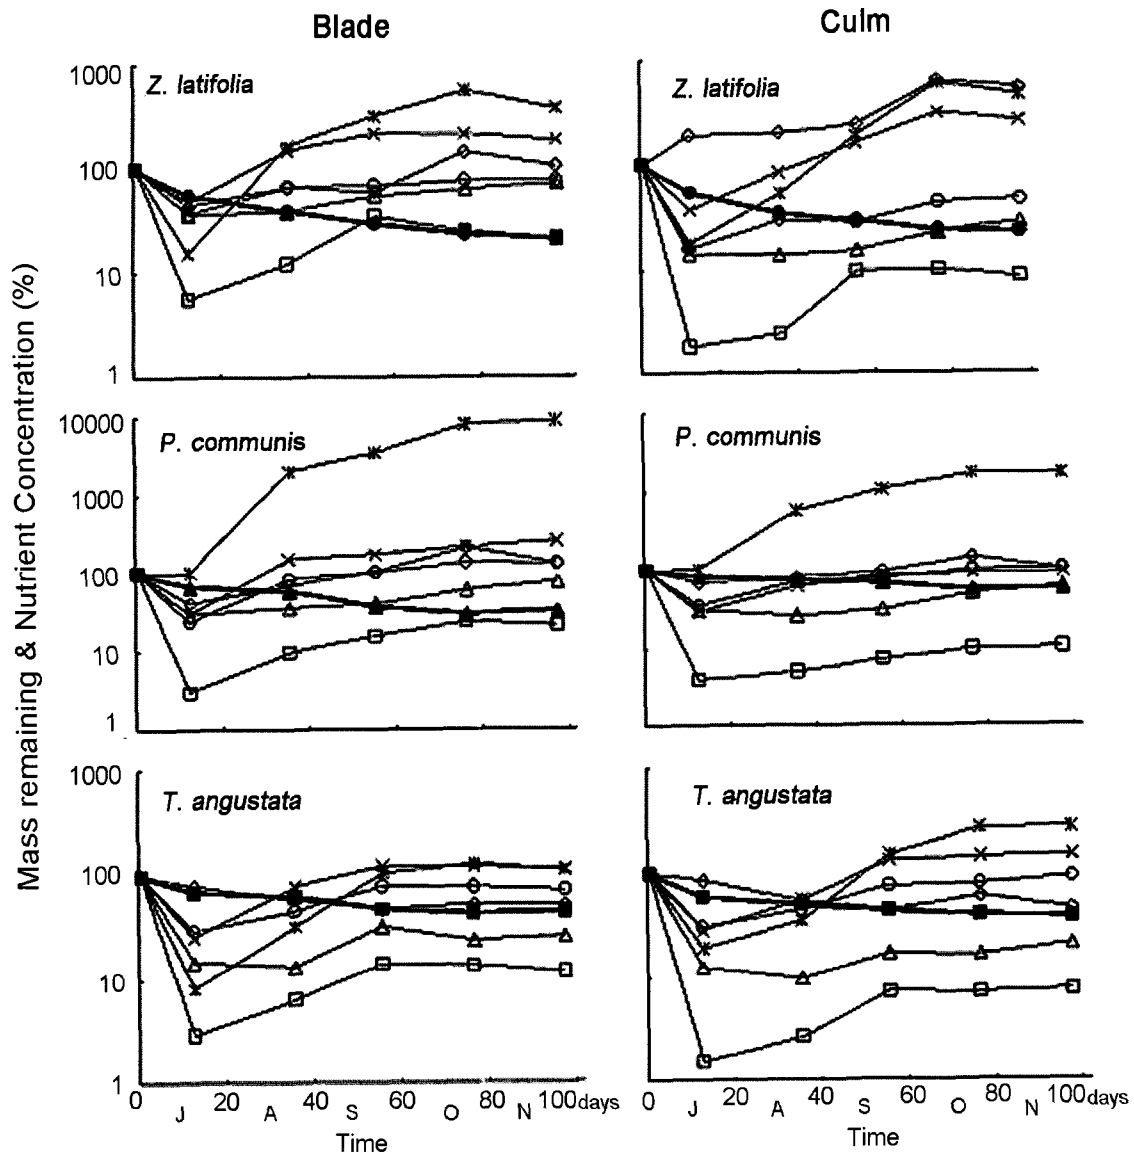 Blade
Culm
Mass remaining & Nutrient Concentration (%)
1000
100
10
1
Z. latifolia
Z. latifolia
10000
1000
100
10
1
P. communis
P. communis
1000
100
10
1
T. angustata
T. angustata
0 20 40 60 80 100days
J A S O N
Time
0 20 40 60 80 100days
J A S O N
Time